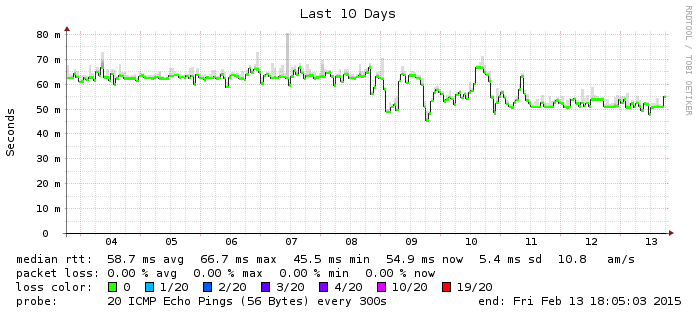 Last 10 Days
RRDTOOL / TOBI OETIKER
Seconds
80 m
70 m
60 m
50 m
40 m
30 m
20 m
10 m
0
04 05 06 07 08 09 10 11 12 13
median rtt: 58.7 ms avg 66.7 ms max 45.5 ms min 54.9 ms now 5.4 ms sd 10.8 am/s
packet loss: 0.00 % avg 0.00 % max 0.00 % min 0.00 % now
loss color: 0 1/20 2/20 3/20 4/20 10/20 19/20
probe: 20 ICMP Echo Pings (56 Bytes) every 300s end: Fri Feb 13 18:05:03 2015